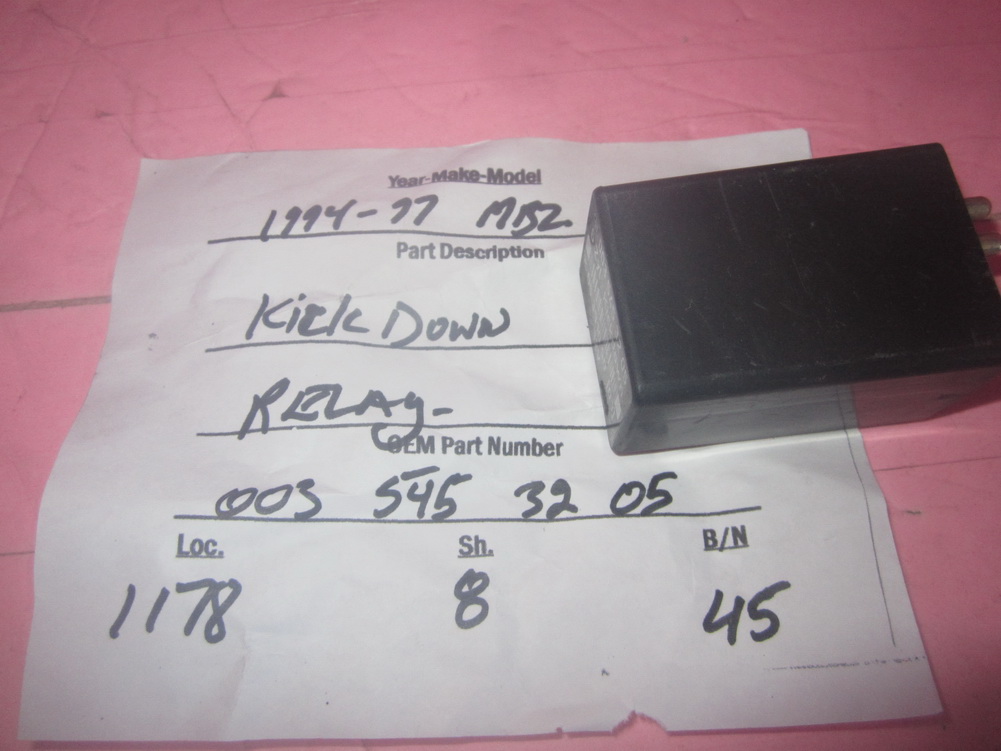 Year-Make-Model
1994-97 MBZ
Part Description
Kick Down
RELAy-
OEM Part Number
003 545 32 05
Loc. Sh. B/N
1178 8 45